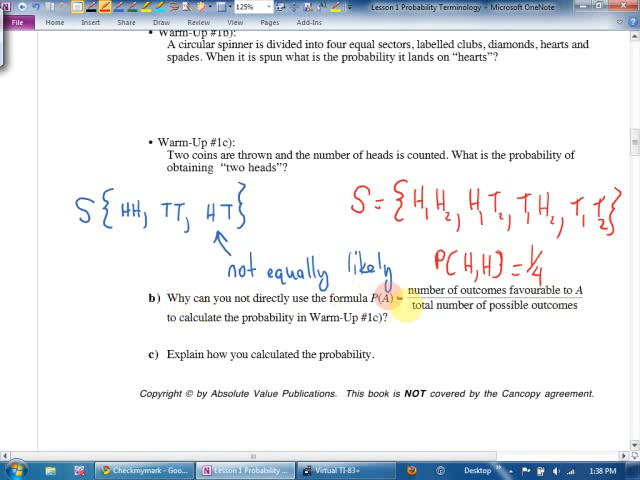 125%
Lesson 1 Probability Terminology - Microsoft OneNote
File
Home
Insert
Share
Draw
Review
View
Add-Ins
• Warm-Up #1b):
A circular spinner is divided into four equal sectors, labelled clubs, diamonds, hearts and
spades. When it is spun what is the probability it lands on “hearts”?
• Warm-Up #1c):
Two coins are thrown and the number of heads is counted. What is the probability of
obtaining “two heads”?
S{HH, TT, HT}
S={H₁H₂, H₁T₂, T₁H₂, T₁T₂}
not equally likely
P(H,H)=1/4
b) Why can you not directly use the formula P(A) = number of outcomes favourable to A / total number of possible outcomes
to calculate the probability in Warm-Up #1c)?
c) Explain how you calculated the probability.
Copyright © by Absolute Value Publications. This book is NOT covered by the Cancopy agreement.
Checkmymark - Goo...
Lesson 1 Probability ...
Virtual TI-83+
Desktop
1:38 PM